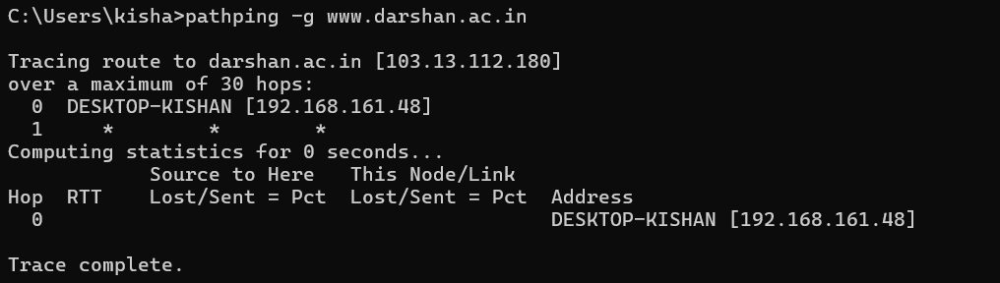 C:\Users\kisha>pathping -g www.darshan.ac.in
Tracing route to darshan.ac.in [103.13.112.180]
over a maximum of 30 hops:
  0  DESKTOP-KISHAN [192.168.161.48]
  1     *        *        *
Computing statistics for 0 seconds...
            Source to Here   This Node/Link
Hop  RTT    Lost/Sent = Pct  Lost/Sent = Pct  Address
  0                                           DESKTOP-KISHAN [192.168.161.48]
Trace complete.